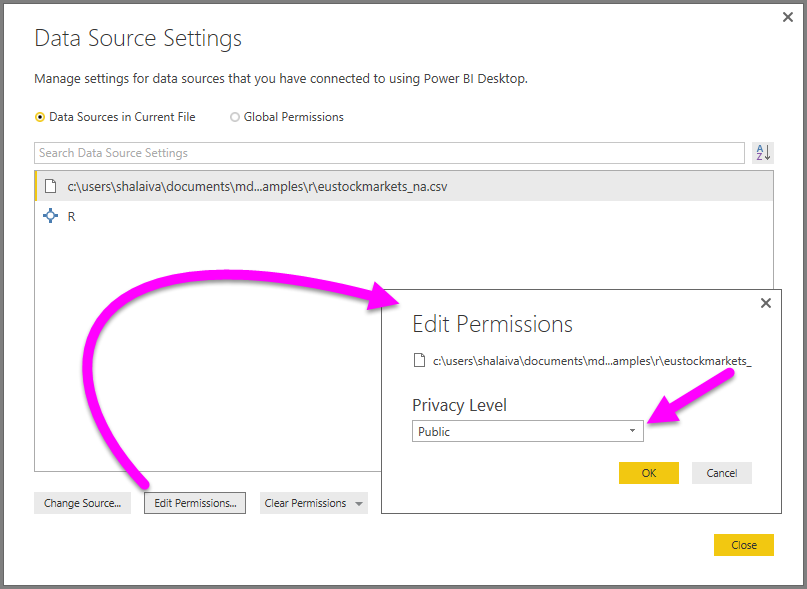 Data Source Settings
Manage settings for data sources that you have connected to using Power BI Desktop.
Data Sources in Current File Global Permissions
Search Data Source Settings
A
Z
c:\users\shalaiva\documents\md...amples\r\eustockmarkets_na.csv
R
Edit Permissions
c:\users\shalaiva\documents\md...amples\r\eustockmarkets_
Privacy Level
Public
OK Cancel
Change Source... Edit Permissions... Clear Permissions
Close